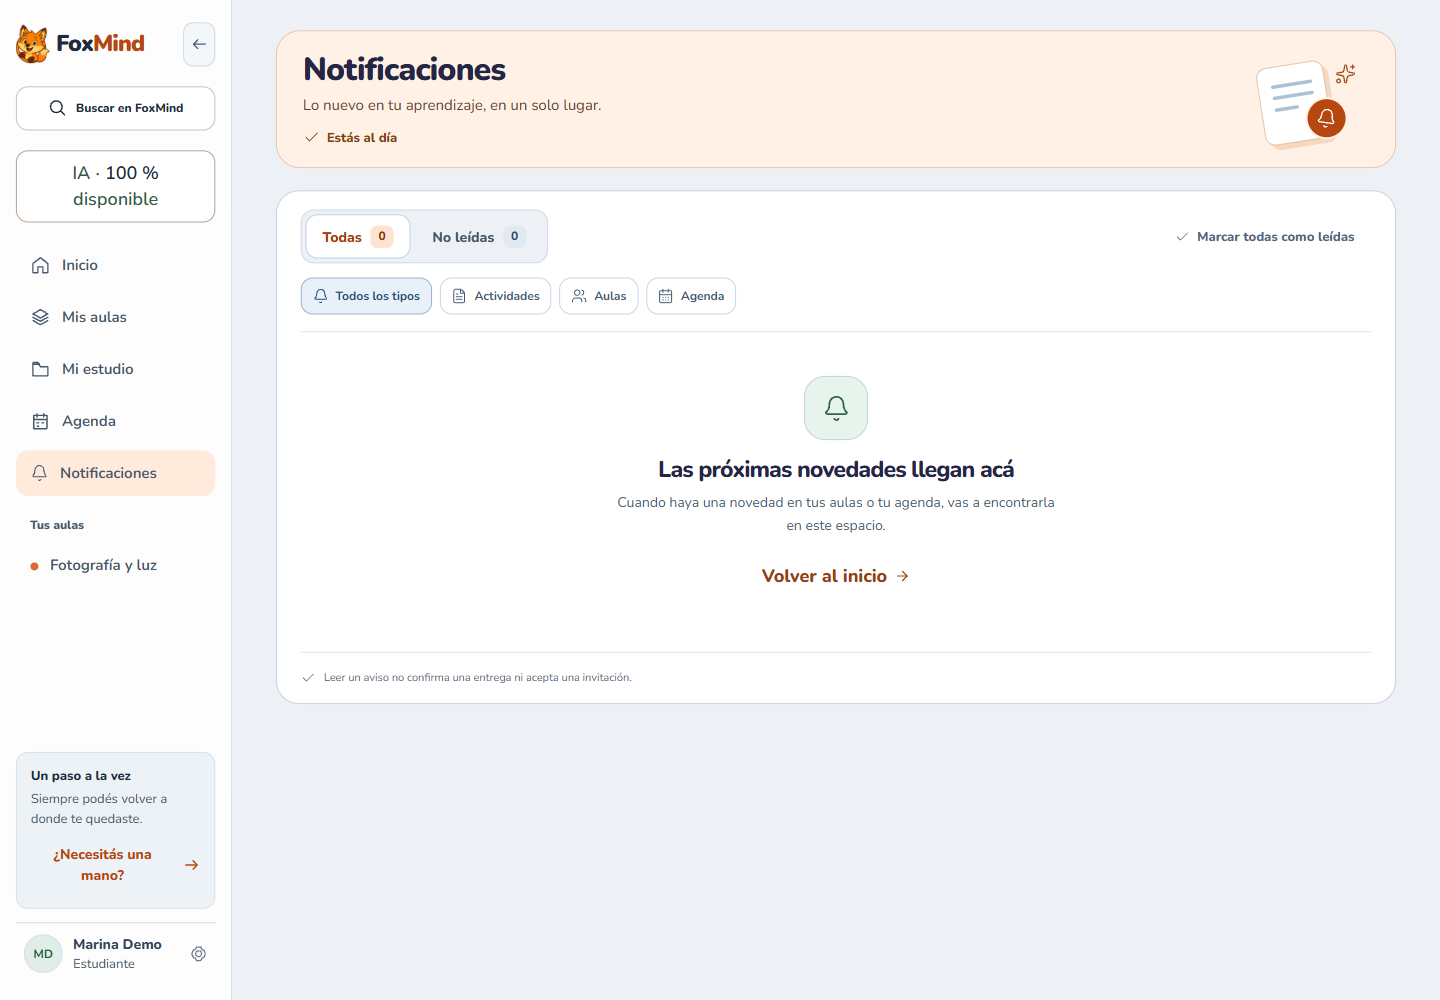 FoxMind
Buscar en FoxMind
IA · 100 %
disponible
Inicio
Mis aulas
Mi estudio
Agenda
Notificaciones
Tus aulas
Fotografía y luz
Un paso a la vez
Siempre podés volver a
donde te quedaste.
¿Necesitás una
mano?
MD
Marina Demo
Estudiante
Notificaciones
Lo nuevo en tu aprendizaje, en un solo lugar.
Estás al día
Todas 0
No leídas 0
Marcar todas como leídas
Todos los tipos
Actividades
Aulas
Agenda
Las próximas novedades llegan acá
Cuando haya una novedad en tus aulas o tu agenda, vas a encontrarla
en este espacio.
Volver al inicio
Leer un aviso no confirma una entrega ni acepta una invitación.